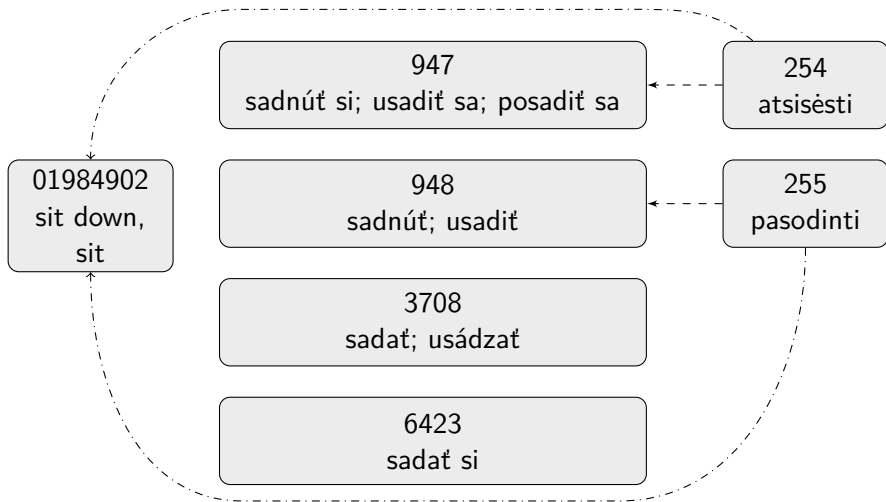 01984902
sit down,
sit
947
sadnúť si; usadiť sa; posadiť sa
948
sadnúť; usadiť
3708
sadať; usádzať
6423
sadať si
254
atsisėsti
255
pasodinti